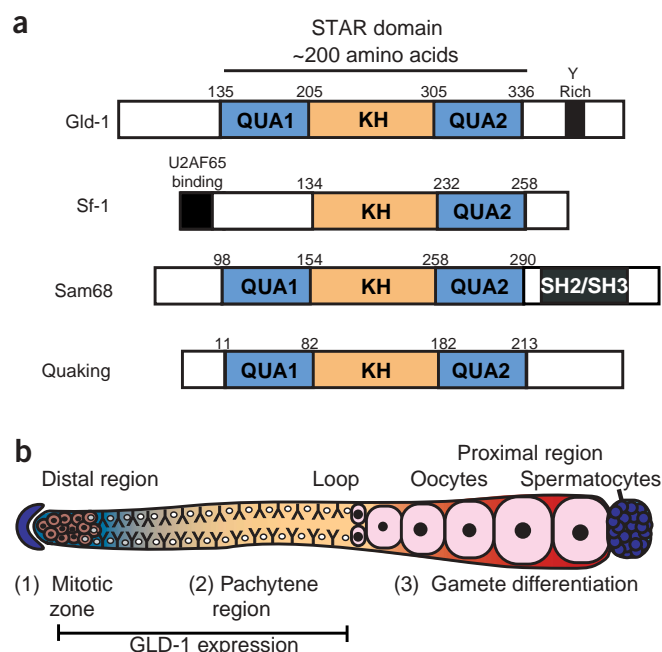 a
STAR domain
~200 amino acids
Y
Rich
135 205 305 336
Gld-1
QUA1 KH QUA2
U2AF65
binding
134 232 258
Sf-1
KH QUA2
98 154 258 290
Sam68
QUA1 KH QUA2 SH2/SH3
11 82 182 213
Quaking
QUA1 KH QUA2
b
Proximal region
Distal region Loop Oocytes Spermatocytes
(1) Mitotic
zone
(2) Pachytene
region
(3) Gamete differentiation
GLD-1 expression